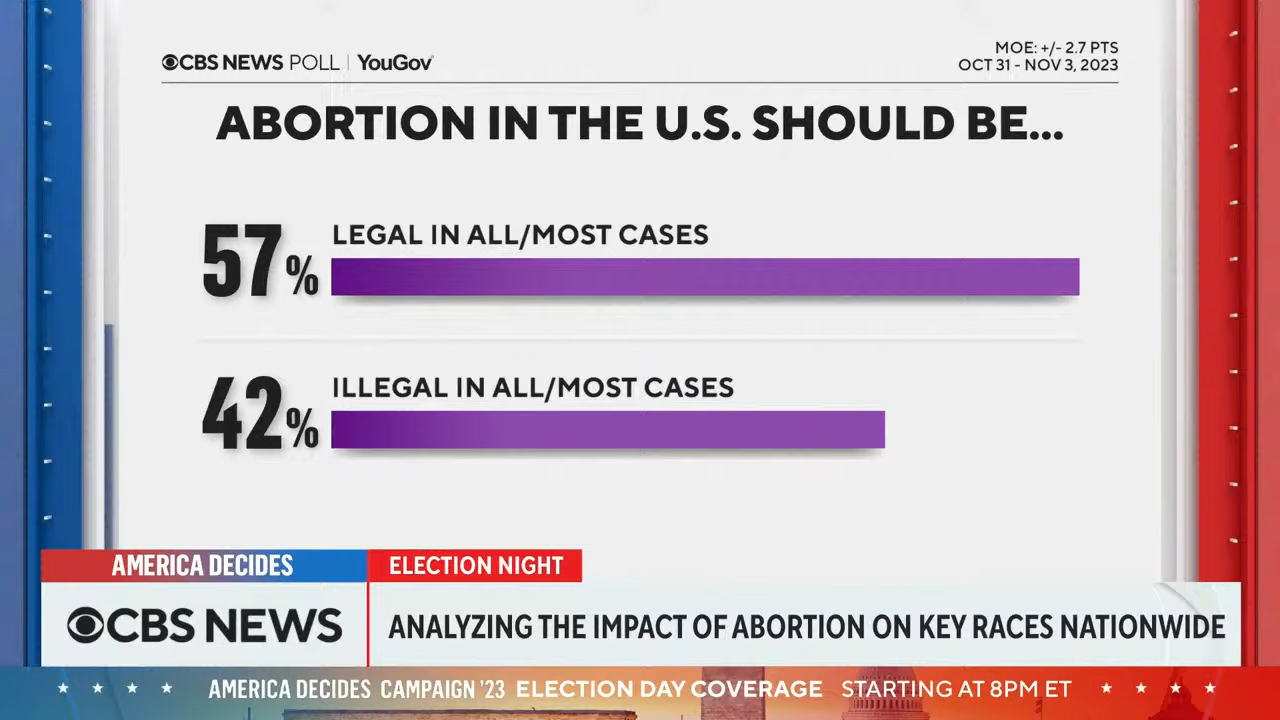 CBS NEWS POLL | YouGov
MOE: +/- 2.7 PTS
OCT 31 - NOV 3, 2023
ABORTION IN THE U.S. SHOULD BE...
57% LEGAL IN ALL/MOST CASES
42% ILLEGAL IN ALL/MOST CASES
AMERICA DECIDES
ELECTION NIGHT
CBS NEWS
ANALYZING THE IMPACT OF ABORTION ON KEY RACES NATIONWIDE
AMERICA DECIDES CAMPAIGN '23 ELECTION DAY COVERAGE STARTING AT 8PM ET